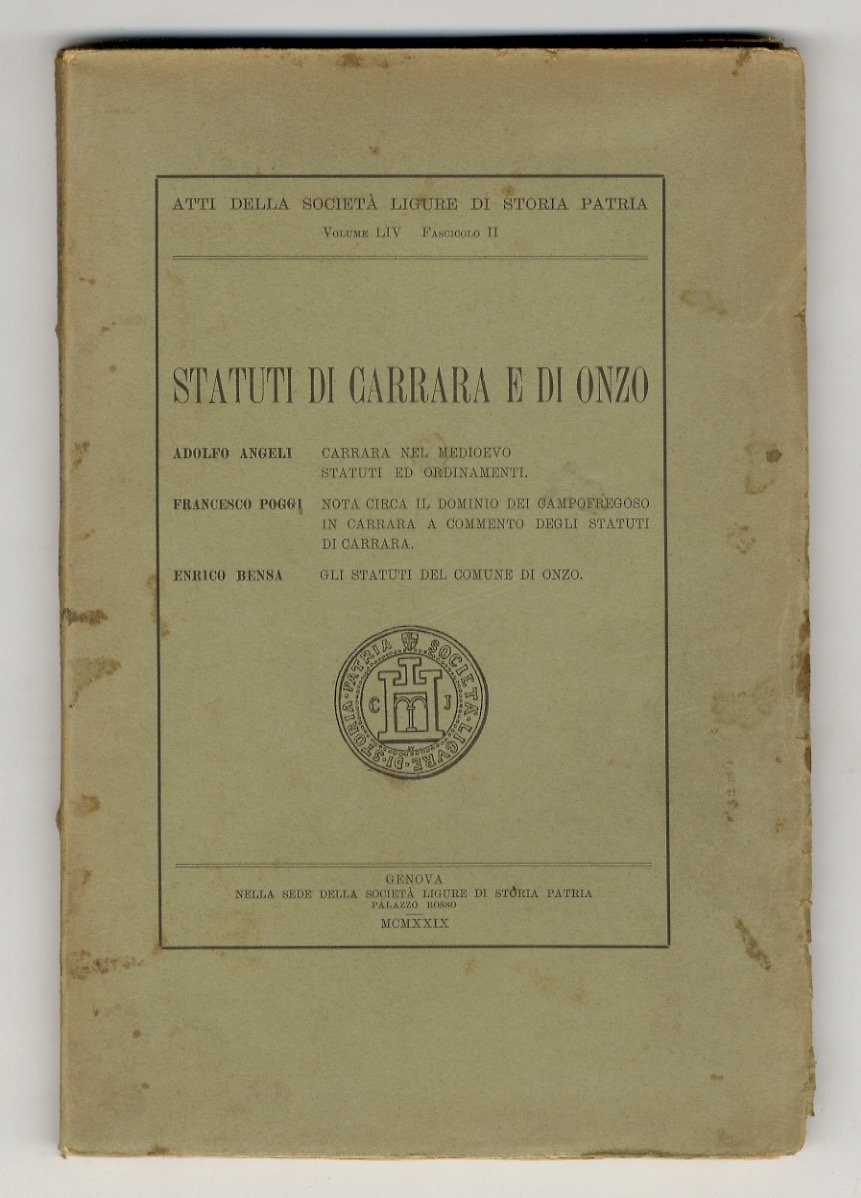 ATTI DELLA SOCIETÀ LIGURE DI STORIA PATRIA
VOLUME LIV FASCICOLO II
STATUTI DI CARRARA E DI ONZO
ADOLFO ANGELI CARRARA NEL MEDIOEVO
STATUTI ED ORDINAMENTI.
FRANCESCO POGGI NOTA CIRCA IL DOMINIO DEI CAMPOFREGOSO
IN CARRARA A COMMENTO DEGLI STATUTI
DI CARRARA.
ENRICO BENSA GLI STATUTI DEL COMUNE DI ONZO.
SOCIETA·LIGVRE·DI·STORIA·PATRIA
C J
GENOVA
NELLA SEDE DELLA SOCIETÀ LIGURE DI STORIA PATRIA
PALAZZO ROSSO
MCMXXIX